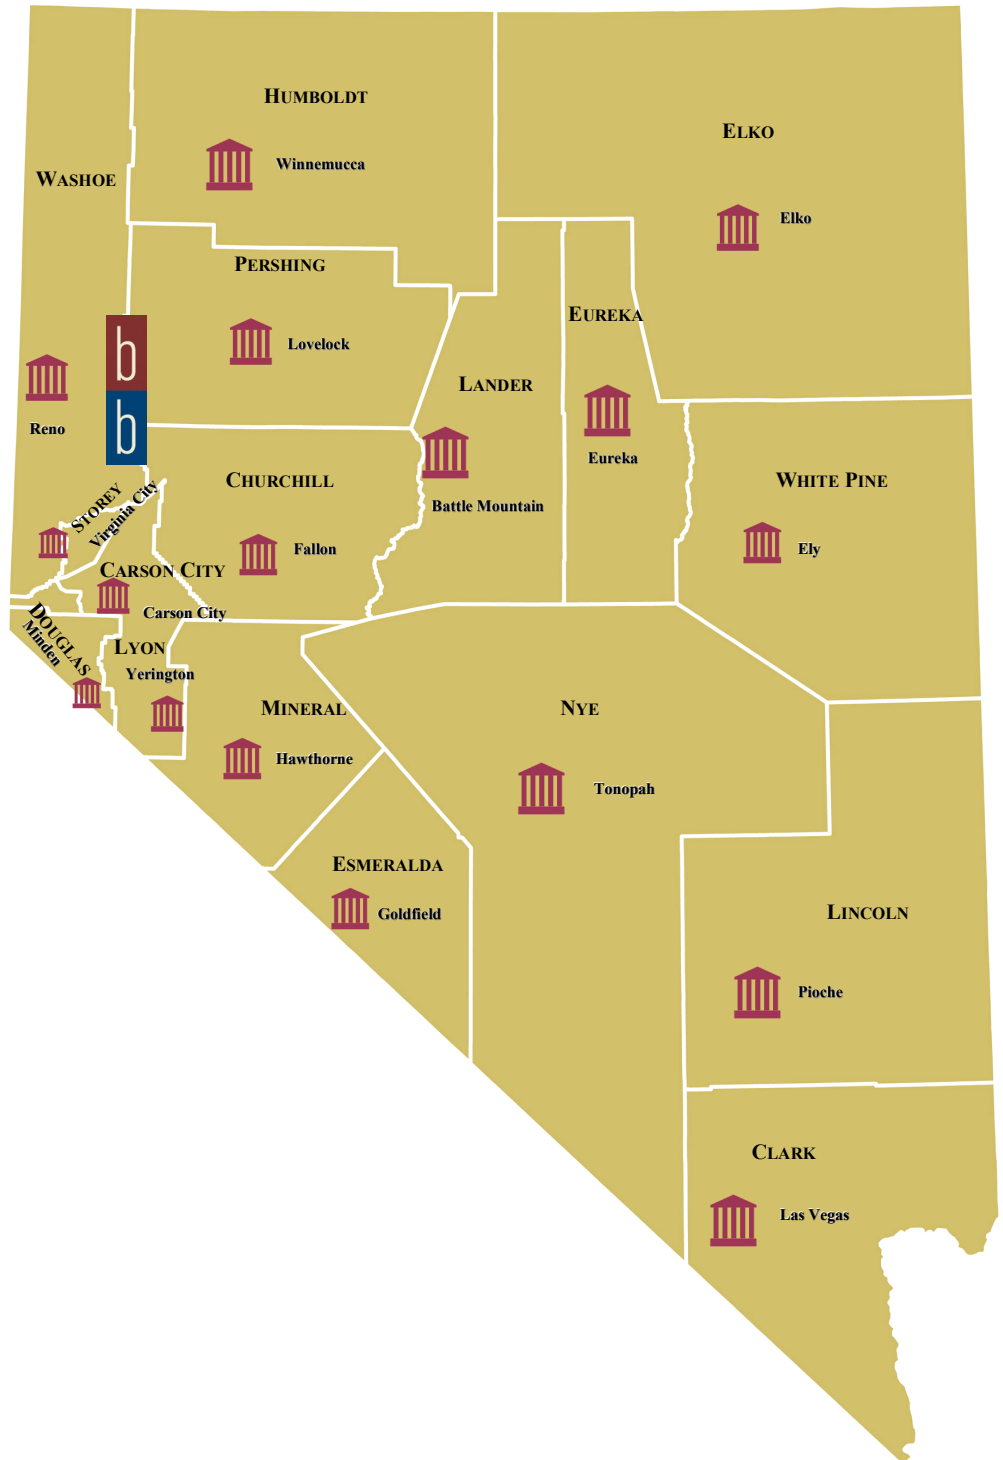 HUMBOLDT
Winnemucca
ELKO
Elko
WASHOE
PERSHING
Lovelock
EUREKA
Eureka
LANDER
Battle Mountain
b
b
Reno
CHURCHILL
Fallon
WHITE PINE
Ely
STOREY
Virginia City
CARSON CITY
Carson City
DOUGLAS
Minden
LYON
Yerington
MINERAL
Hawthorne
NYE
Tonopah
ESMERALDA
Goldfield
LINCOLN
Pioche
CLARK
Las Vegas